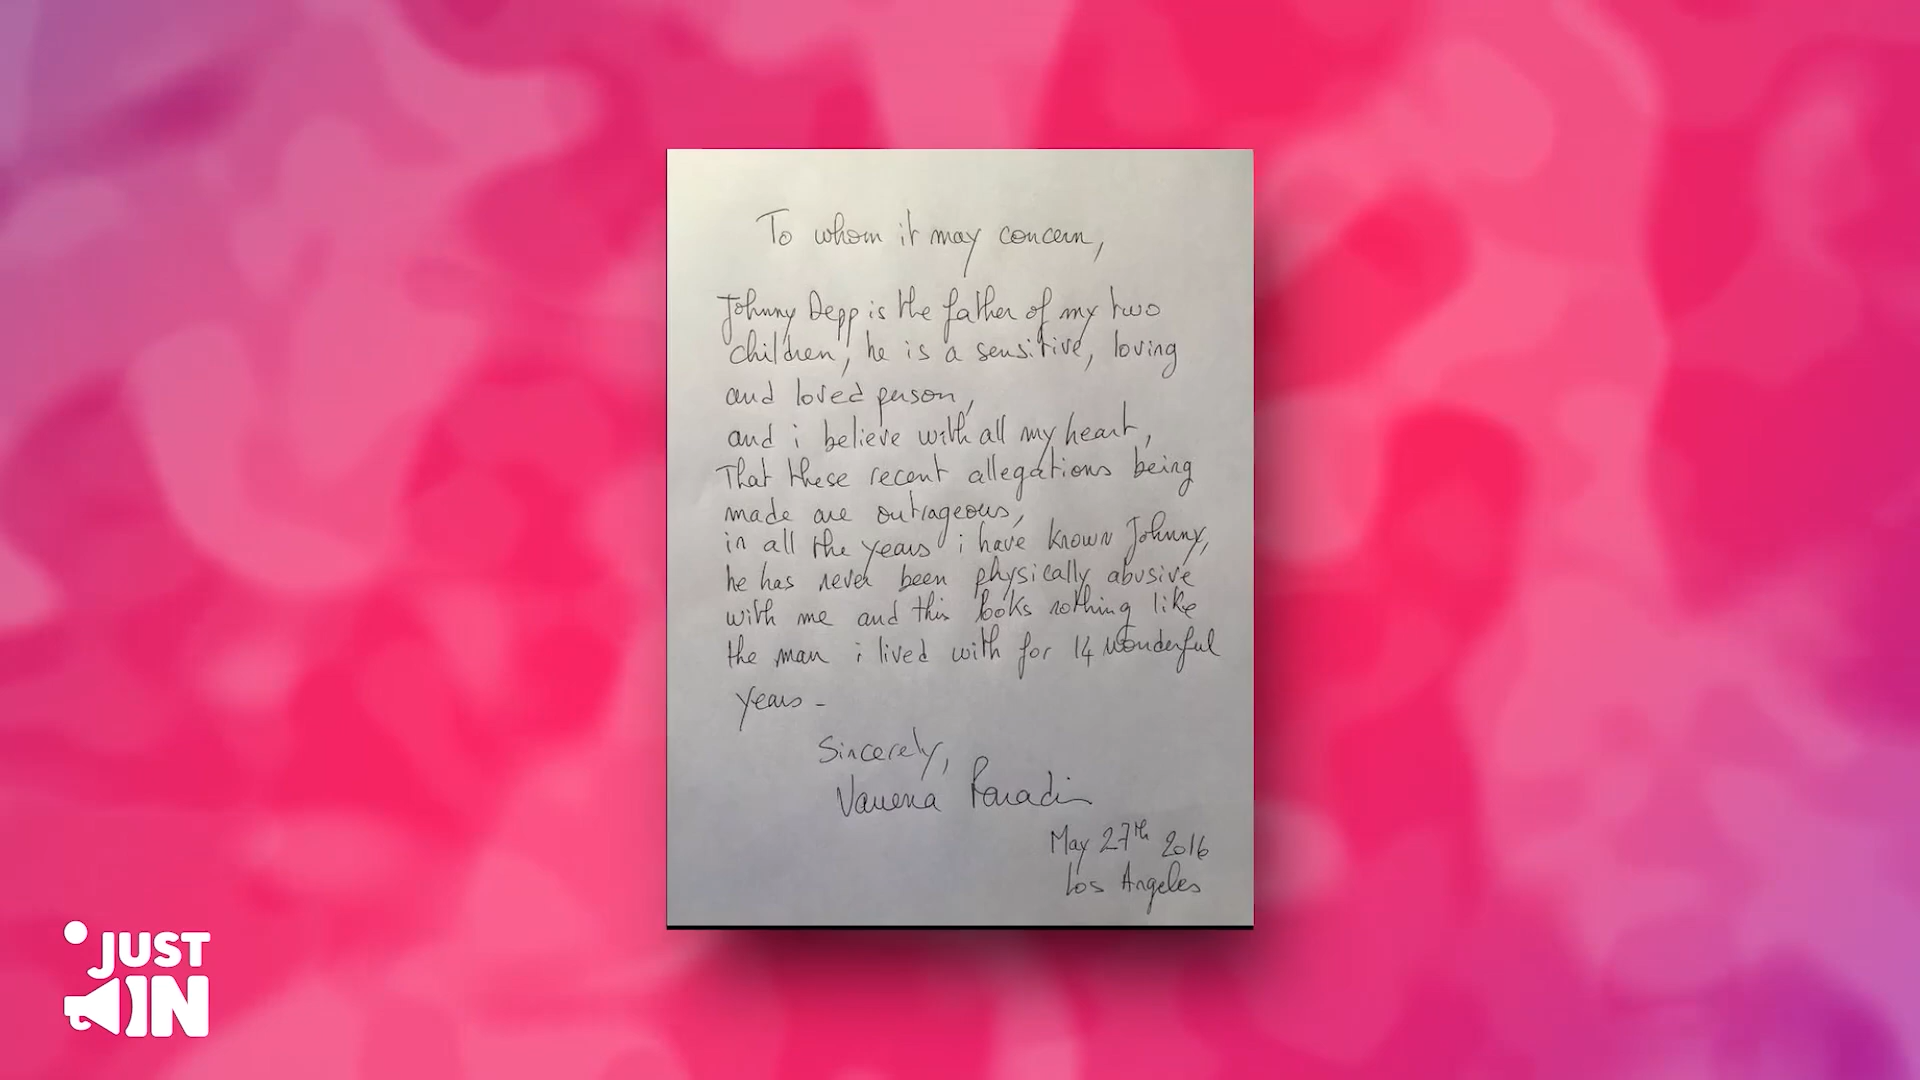 To whom it may concern,
Johnny Depp is the father of my two
children, he is a sensitive, loving
and loved person,
and i believe with all my heart,
That these recent allegations being
made are outrageous,
in all the years i have known Johnny,
he has never been physically abusive
with me and this looks nothing like
the man i lived with for 14 wonderful
years -
Sincerely,
Vanessa Paradis
May 27th 2016
Los Angeles
JUST
IN